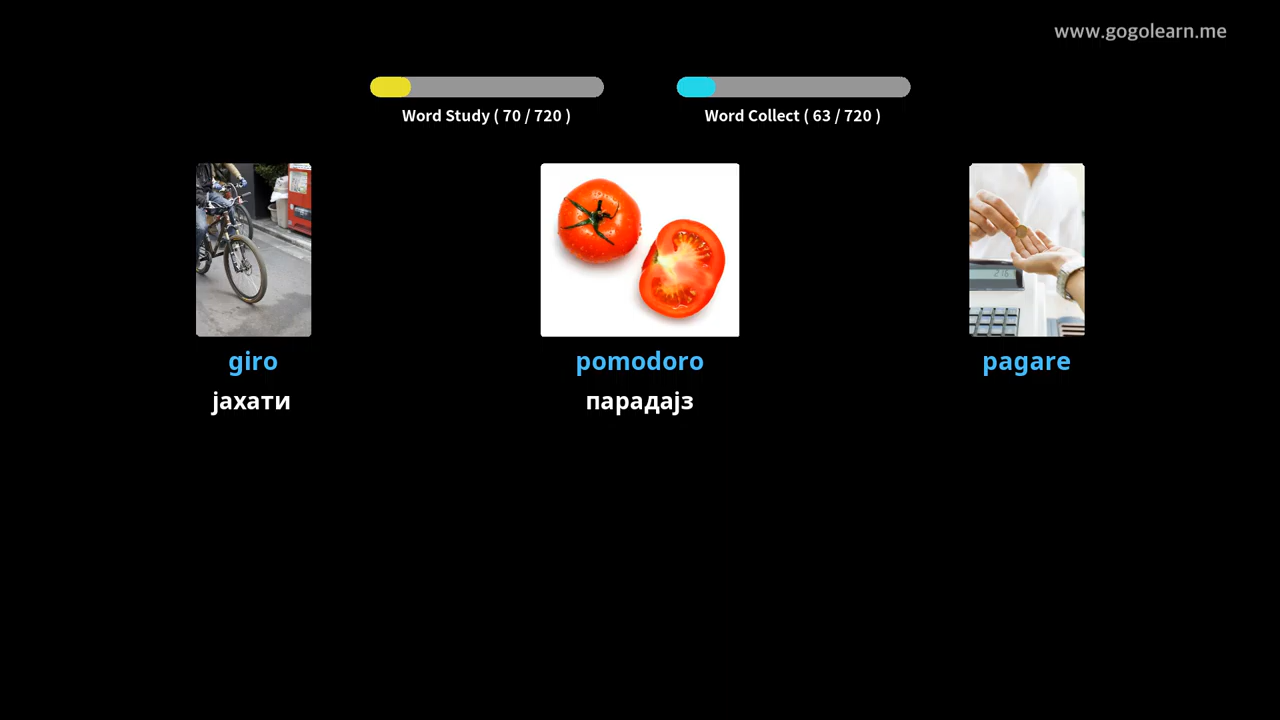 www.gogolearn.me
Word Study ( 70 / 720 )
Word Collect ( 63 / 720 )
giro
pomodoro
pagare
јахати
парадајз